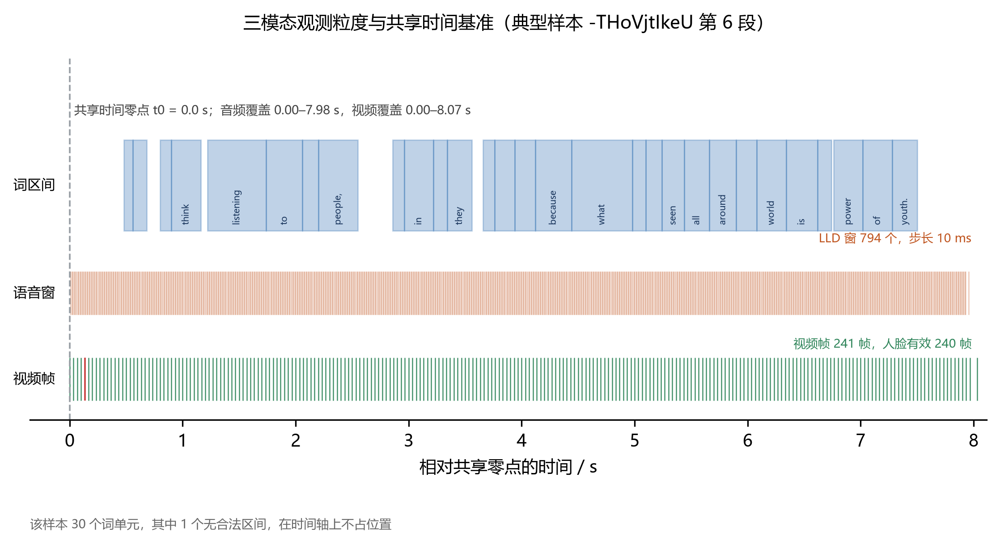 三模态观测粒度与共享时间基准（典型样本 -THoVjtIkeU 第 6 段）
共享时间零点 t0 = 0.0 s；音频覆盖 0.00–7.98 s，视频覆盖 0.00–8.07 s
词区间
think
listening
to
people,
in
they
because
what
seen
all
around
world
is
power
of
youth.
LLD 窗 794 个，步长 10 ms
语音窗
视频帧 241 帧，人脸有效 240 帧
视频帧
0 1 2 3 4 5 6 7 8
相对共享零点的时间 / s
该样本 30 个词单元，其中 1 个无合法区间，在时间轴上不占位置